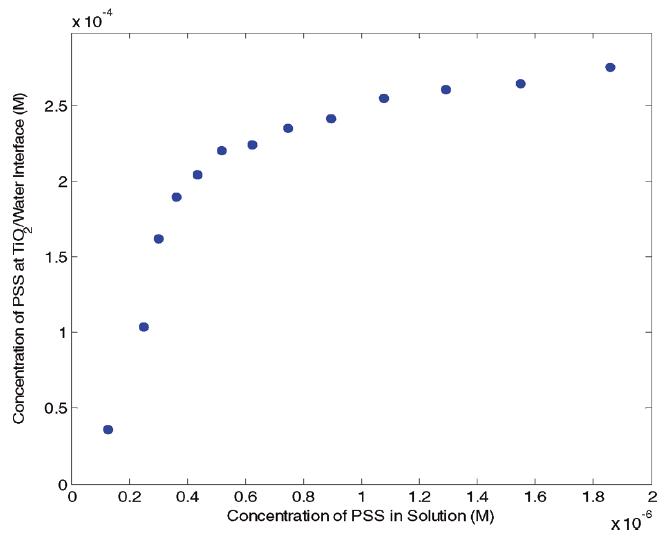 x 10⁻⁴
Concentration of PSS at TiO₂/Water Interface (M)
2.5
2
1.5
1
0.5
0
0 0.2 0.4 0.6 0.8 1 1.2 1.4 1.6 1.8 2
Concentration of PSS in Solution (M)
x 10⁻⁶